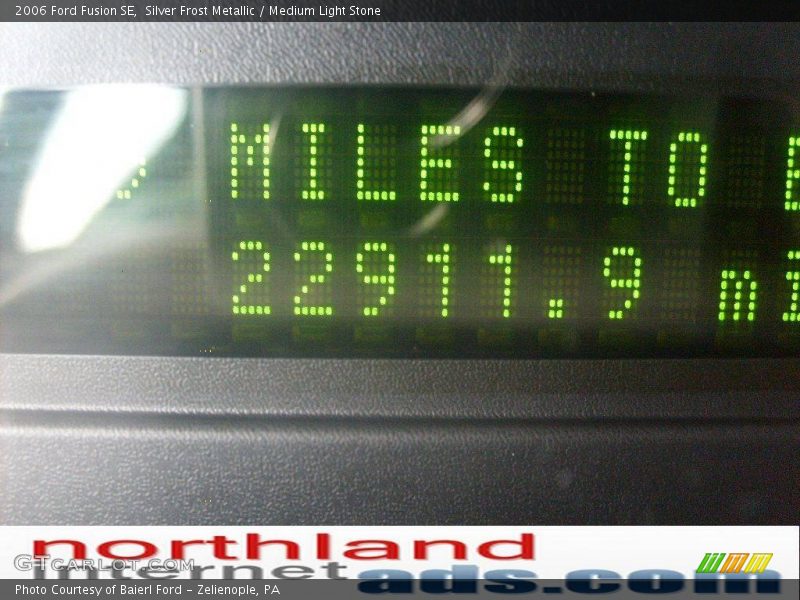 2006 Ford Fusion SE,  Silver Frost Metallic / Medium Light Stone
MILES TO
22911.9 mi
northland
GTCARLOT.COM
internet
ads.com
Photo Courtesy of Baierl Ford - Zelienople, PA